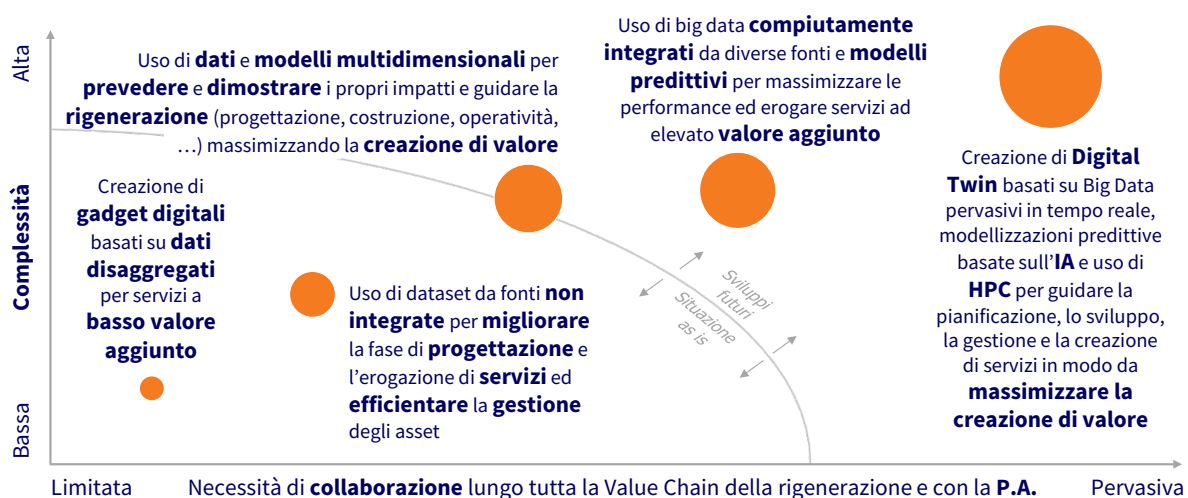 Alta
Complessità
Bassa
Uso di dati e modelli multidimensionali per
prevedere e dimostrare i propri impatti e guidare la
rigenerazione (progettazione, costruzione, operatività,
…) massimizzando la creazione di valore
Uso di big data compiutamente
integrati da diverse fonti e modelli
predittivi per massimizzare le
performance ed erogare servizi ad
elevato valore aggiunto
Creazione di
gadget digitali
basati su dati
disaggregati
per servizi a
basso valore
aggiunto
Uso di dataset da fonti non
integrate per migliorare
la fase di progettazione e
l'erogazione di servizi ed
efficientare la gestione
degli asset
Sviluppi
futuri
Situazione
as is
Creazione di Digital
Twin basati su Big Data
pervasivi in tempo reale,
modellizzazioni predittive
basate sull'IA e uso di
HPC per guidare la
pianificazione, lo sviluppo,
la gestione e la creazione
di servizi in modo da
massimizzare la
creazione di valore
Limitata Necessità di collaborazione lungo tutta la Value Chain della rigenerazione e con la P.A. Pervasiva